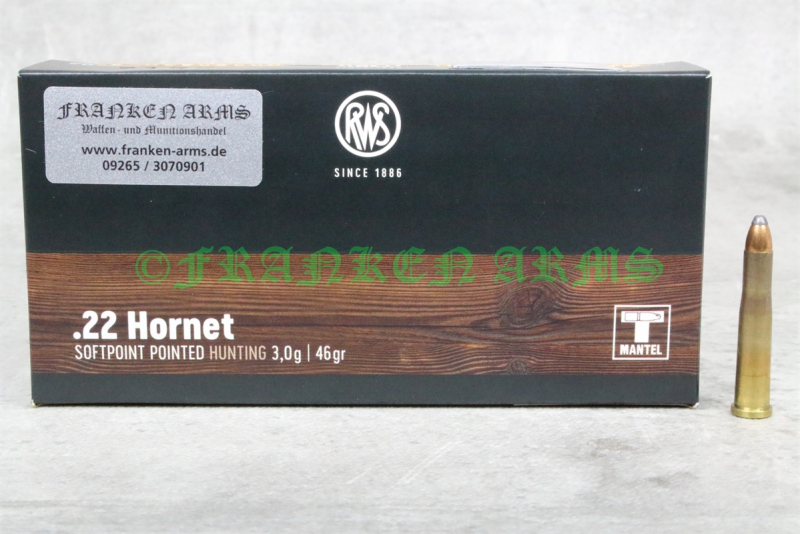 FRANKEN ARMS
Waffen- und Munitionshandel
www.franken-arms.de
09265 / 3070901
RWS
SINCE 1886
©FRANKEN ARMS
.22 Hornet
SOFTPOINT POINTED HUNTING 3,0g | 46gr
T
MANTEL